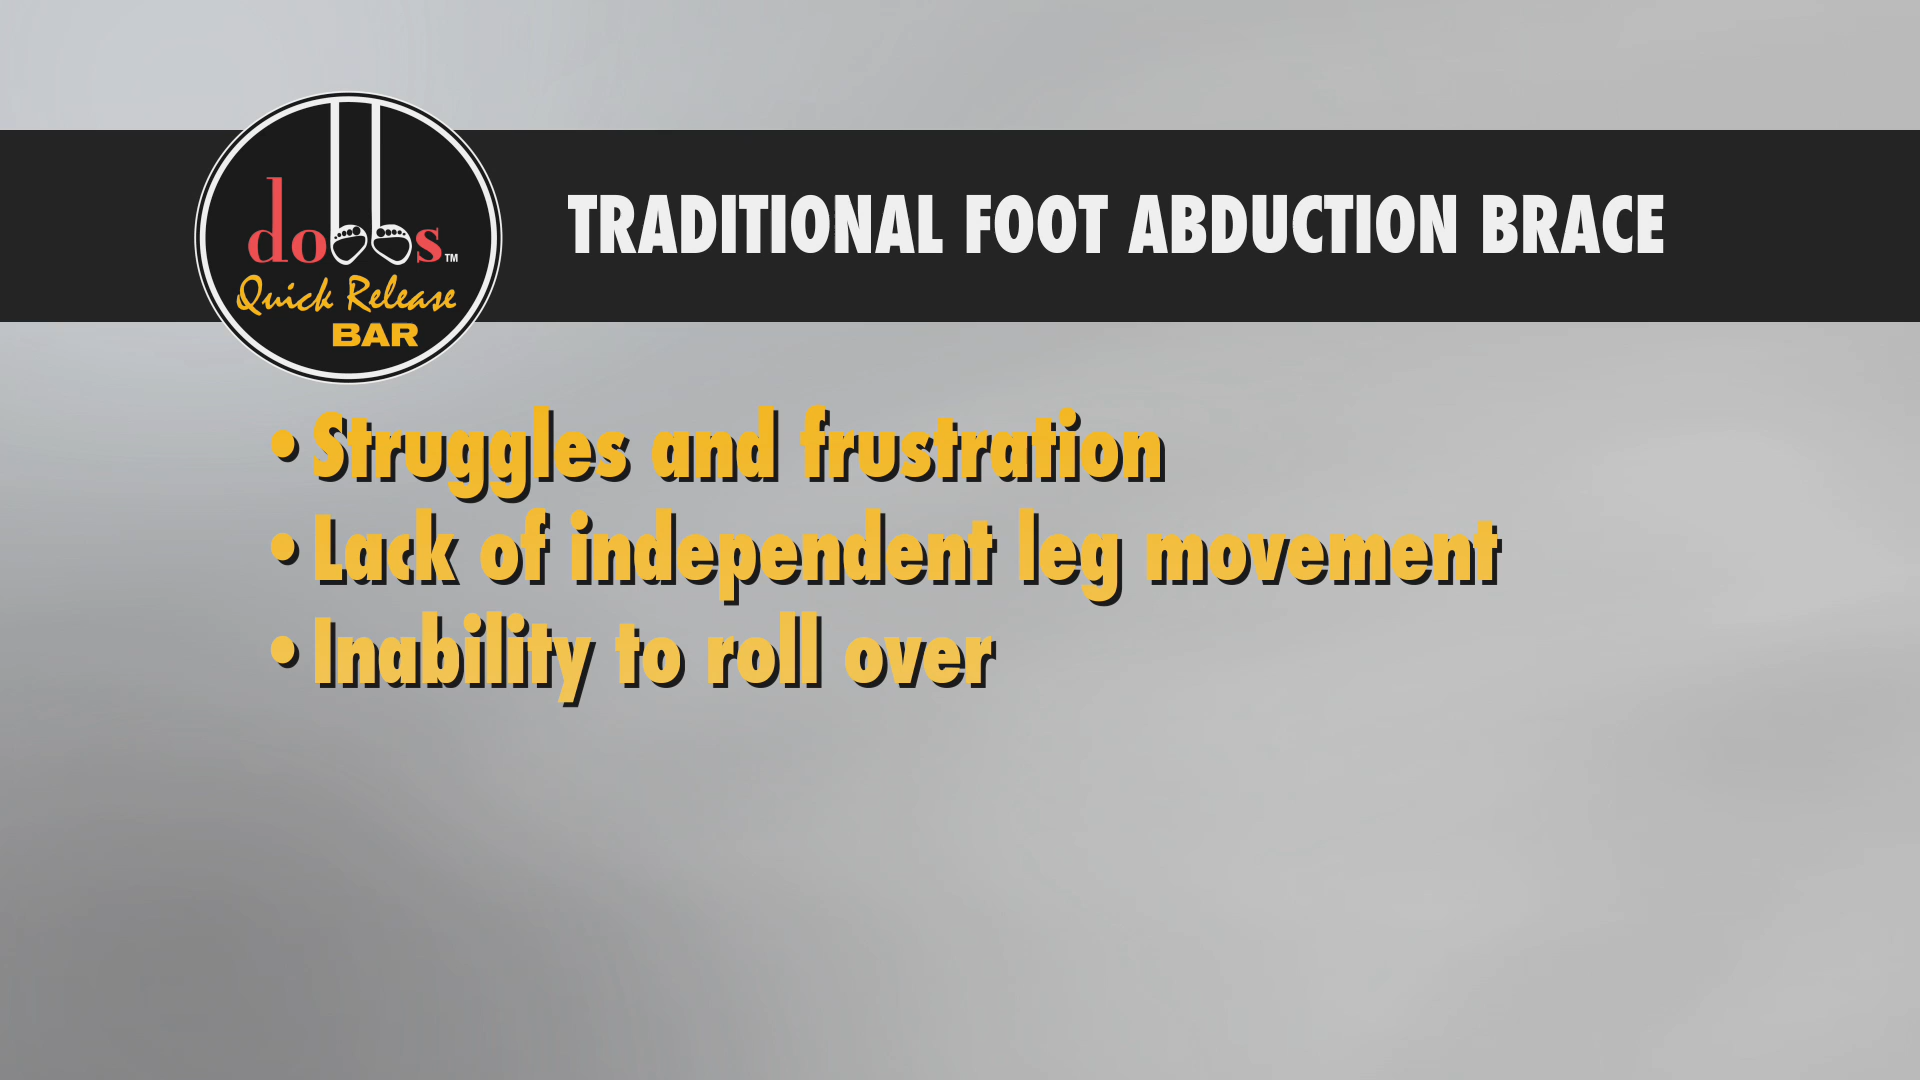 dobbs™
Quick Release
BAR
TRADITIONAL FOOT ABDUCTION BRACE
• Struggles and frustration
• Lack of independent leg movement
• Inability to roll over